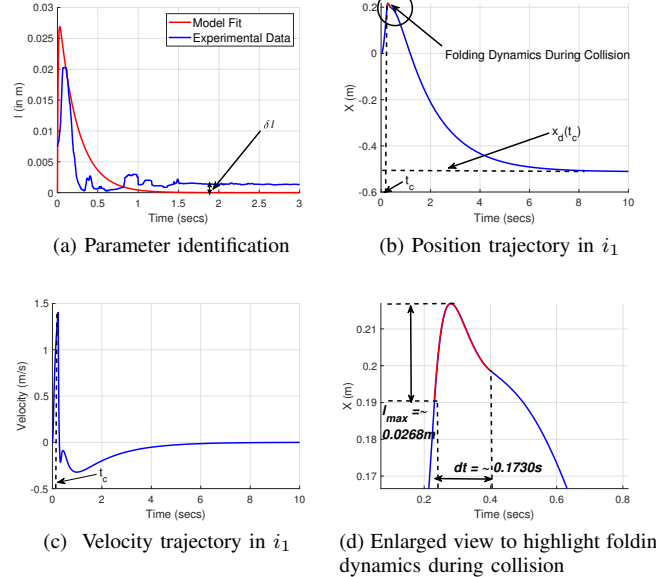 0.03
0.025
0.02
0.015
0.01
0.005
0
l (in m)
Model Fit
Experimental Data
δl
0 0.5 1.0 1.5 2.0 2.5 3.0
Time (secs)
(a) Parameter identification
0.2
0
-0.2
-0.4
-0.6
X (m)
Folding Dynamics During Collision
x_d(t_c)
t_c
0 2 4 6 8 10
Time (secs)
(b) Position trajectory in i_1
1.5
1.0
0.5
0
-0.5
Velocity (m/s)
t_c
0 2 4 6 8 10
Time (secs)
(c) Velocity trajectory in i_1
0.21
0.20
0.19
0.17
X (m)
l_max =~
0.0268m
dt = ~ 0.1730s
0.2 0.4 0.6 0.8
Time (secs)
(d) Enlarged view to highlight foldin
dynamics during collision